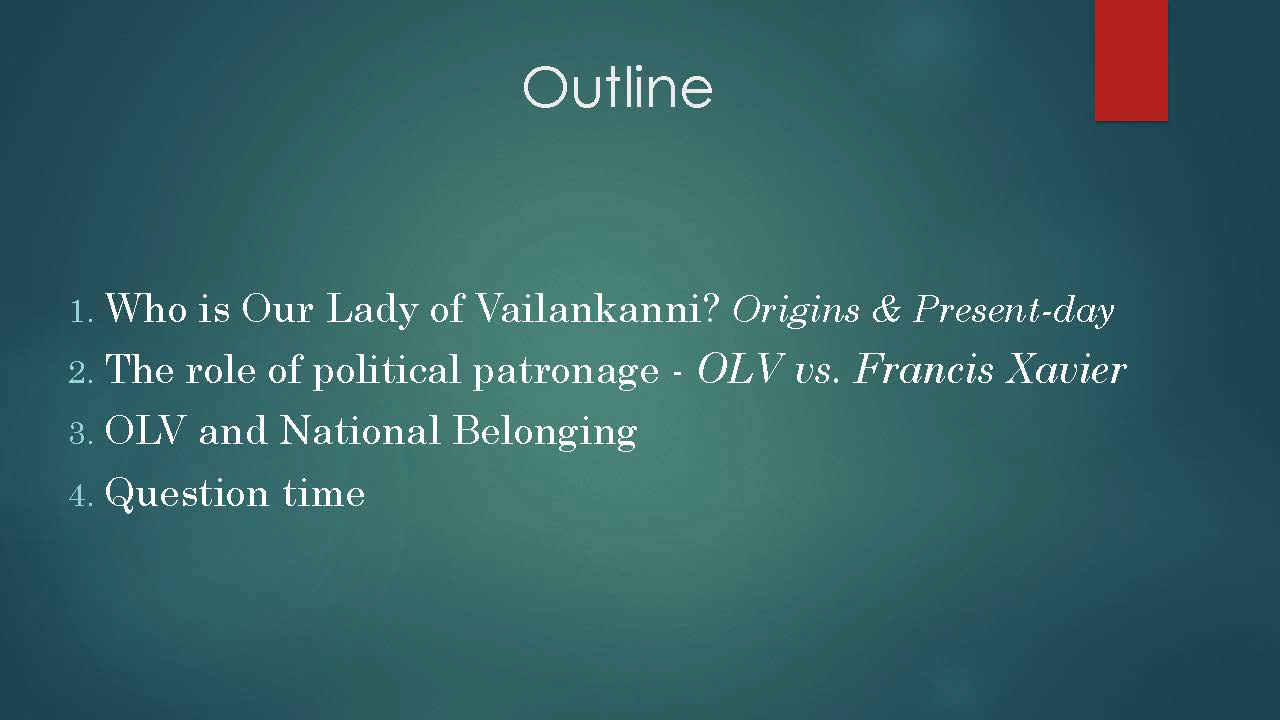 Outline
1. Who is Our Lady of Vailankanni? Origins & Present-day
2. The role of political patronage - OLV vs. Francis Xavier
3. OLV and National Belonging
4. Question time